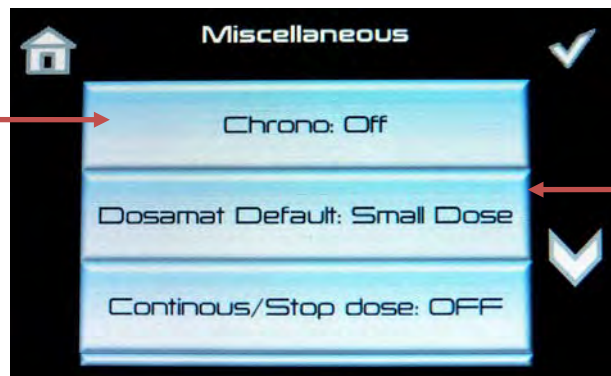 Miscellaneous
Chrono: Off
Dosamat Default: Small Dose
Continous/Stop dose: OFF